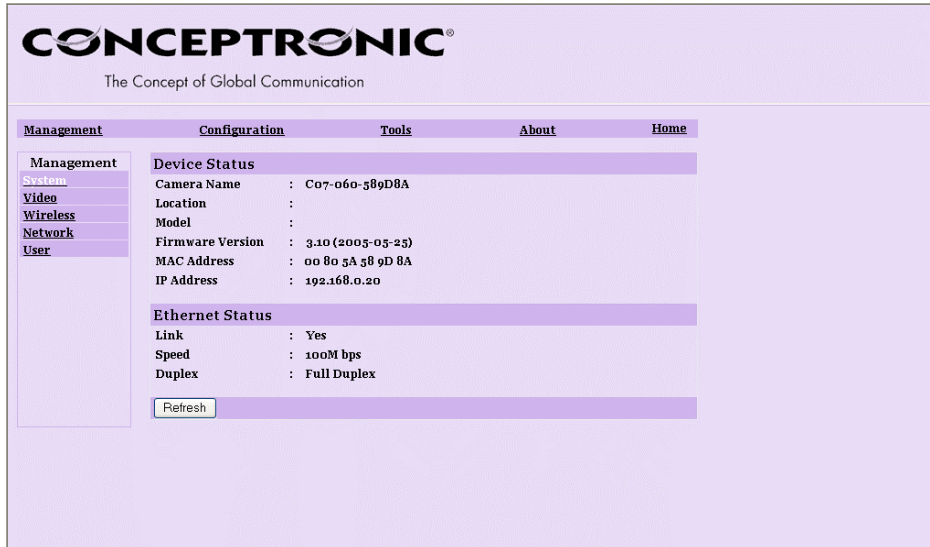 CONCEPTRONIC®
The Concept of Global Communication
Management Configuration Tools About Home
Management
System
Video
Wireless
Network
User
Device Status
Camera Name : C07-060-589D8A
Location :
Model :
Firmware Version : 3.10 (2005-05-25)
MAC Address : 00 80 5A 58 9D 8A
IP Address : 192.168.0.20
Ethernet Status
Link : Yes
Speed : 100M bps
Duplex : Full Duplex
Refresh